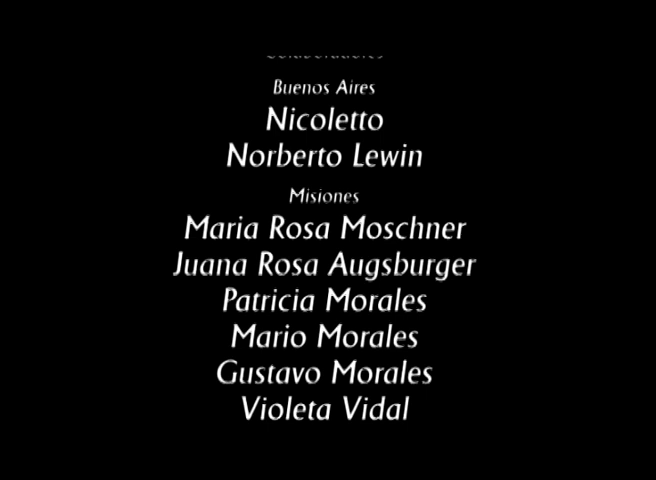 Colaboradores
Buenos Aires
Nicoletto
Norberto Lewin
Misiones
Maria Rosa Moschner
Juana Rosa Augsburger
Patricia Morales
Mario Morales
Gustavo Morales
Violeta Vidal